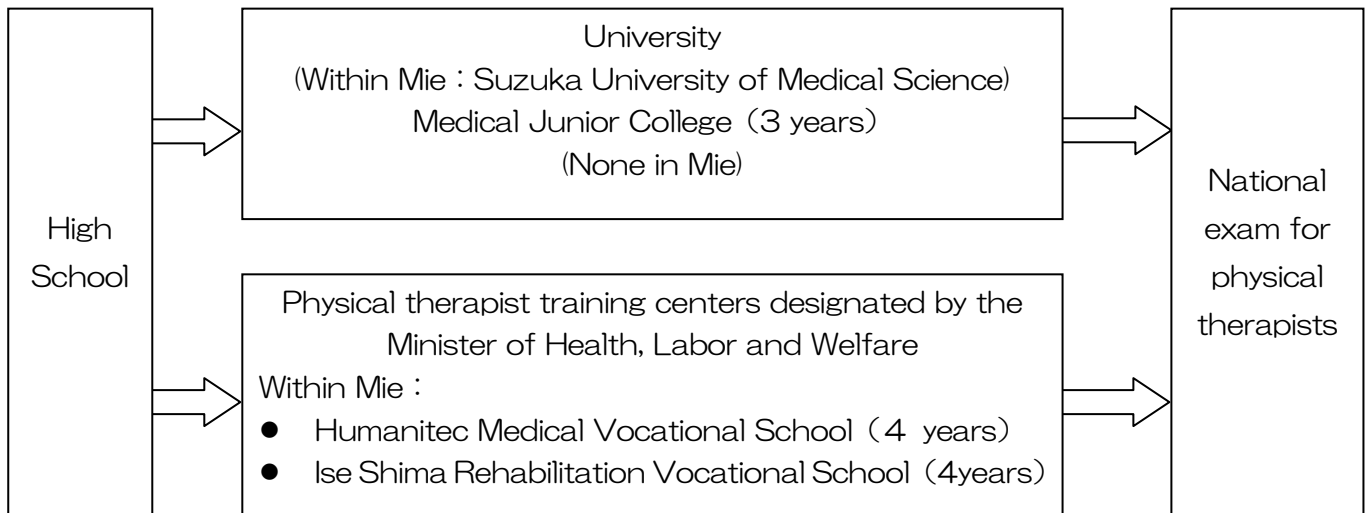 High
School
University
(Within Mie：Suzuka University of Medical Science)
Medical Junior College（3 years）
(None in Mie)
Physical therapist training centers designated by the
Minister of Health, Labor and Welfare
Within Mie：
● Humanitec Medical Vocational School（4 years）
● Ise Shima Rehabilitation Vocational School（4years）
National
exam for
physical
therapists